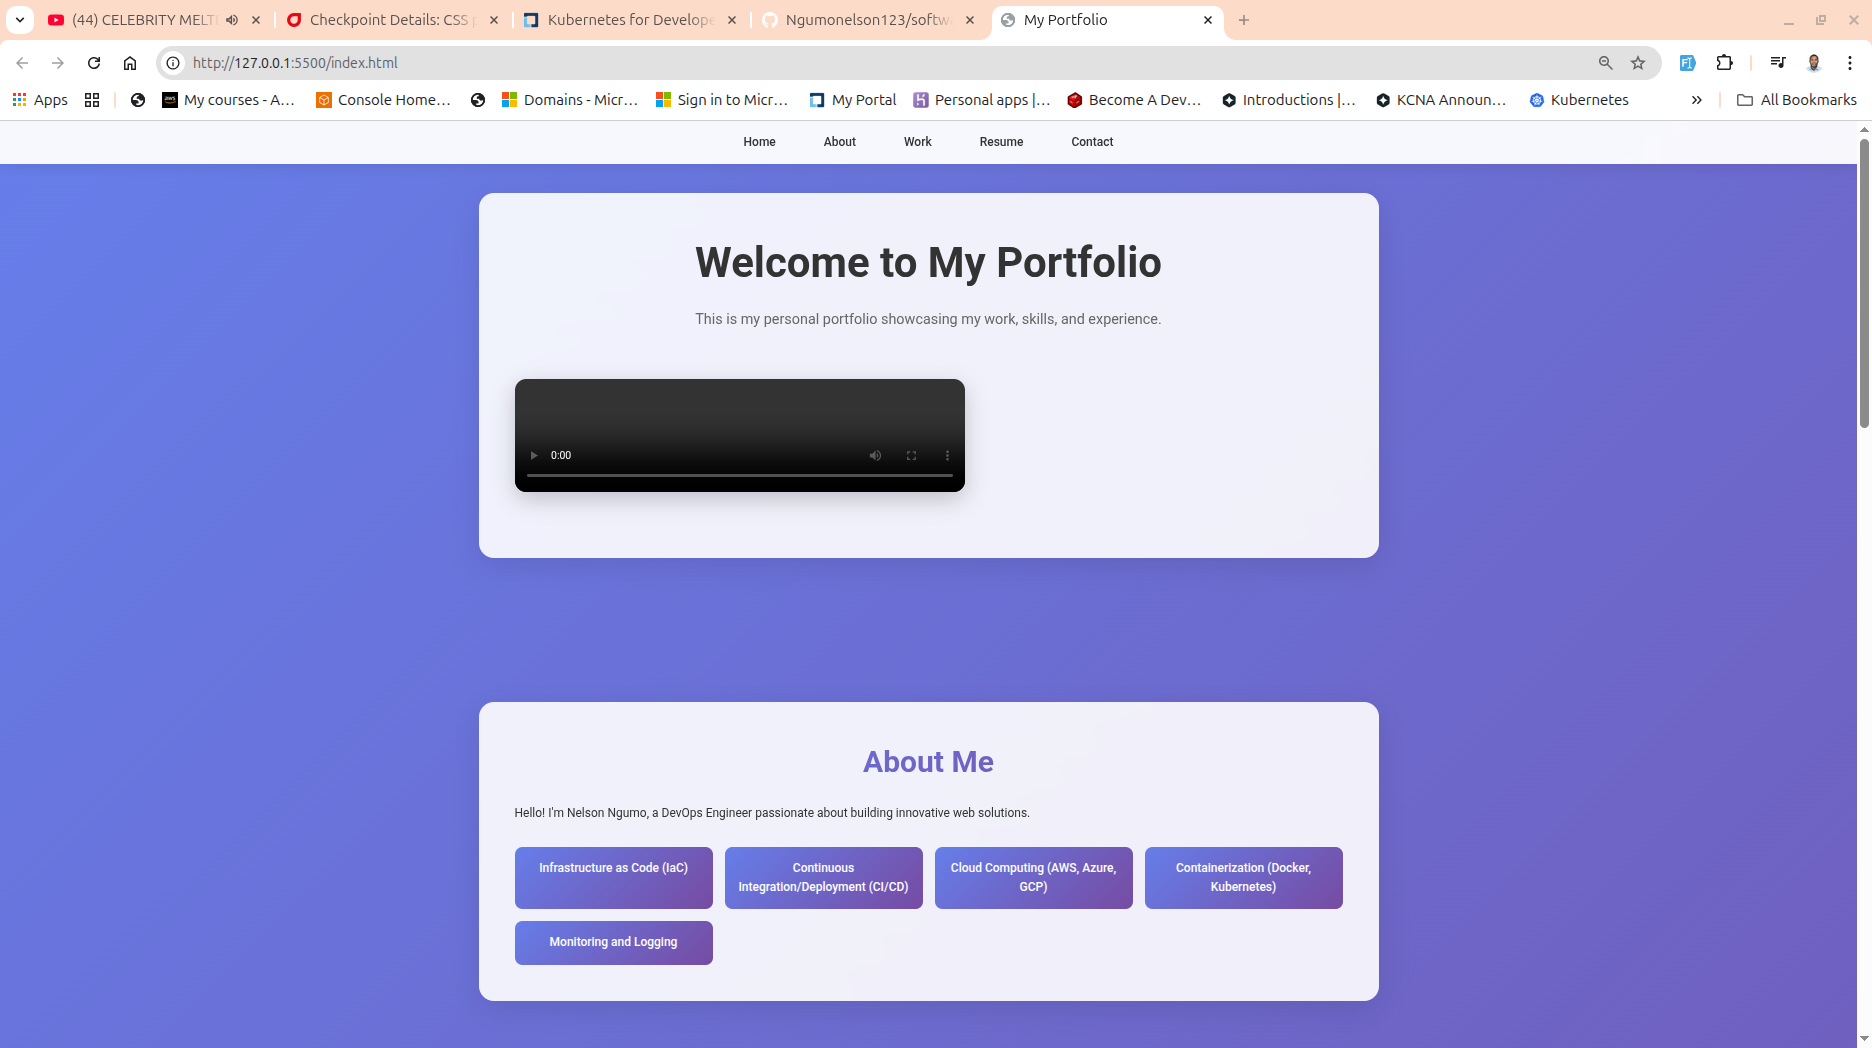 (44) CELEBRITY MELT
Checkpoint Details: CSS
Kubernetes for Develope
Ngumonelson123/softw
My Portfolio
http://127.0.0.1:5500/index.html
Apps
My courses - A...
Console Home...
Domains - Micr...
Sign in to Micr...
My Portal
Personal apps |...
Become A Dev...
Introductions |...
KCNA Announ...
Kubernetes
All Bookmarks
Home
About
Work
Resume
Contact
Welcome to My Portfolio
This is my personal portfolio showcasing my work, skills, and experience.
0:00
About Me
Hello! I'm Nelson Ngumo, a DevOps Engineer passionate about building innovative web solutions.
Infrastructure as Code (IaC)
Continuous
Integration/Deployment (CI/CD)
Cloud Computing (AWS, Azure,
GCP)
Containerization (Docker,
Kubernetes)
Monitoring and Logging